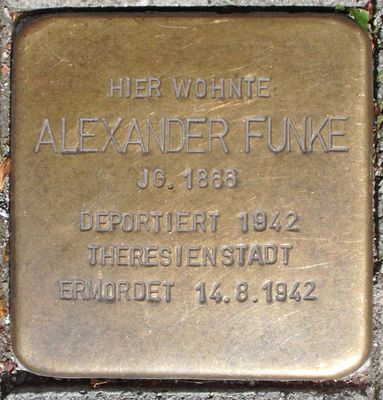 HIER WOHNTE
ALEXANDER FUNKE
JG. 1866
DEPORTIERT 1942
THERESIENSTADT
ERMORDET 14.8.1942